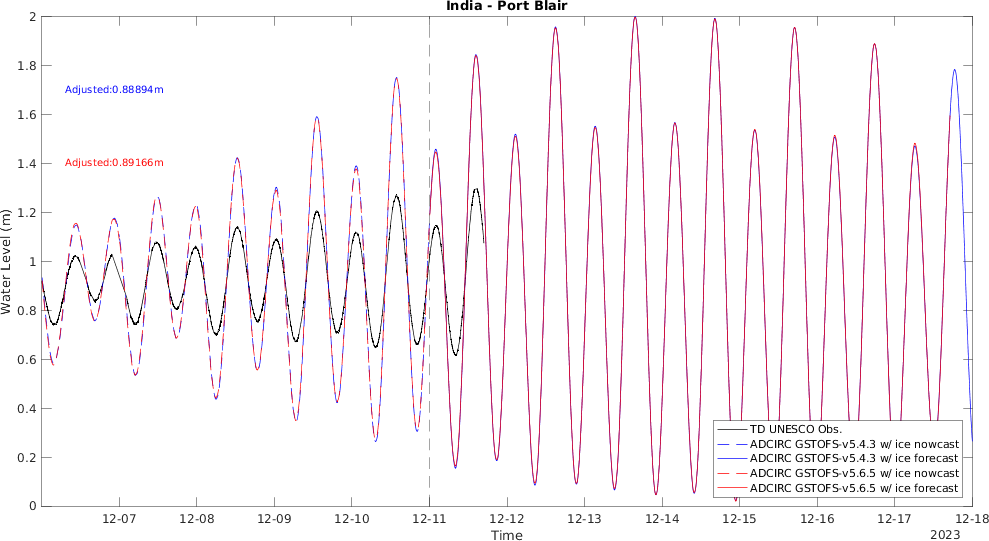 India - Port Blair
2
1.8
1.6
1.4
1.2
1
0.8
0.6
0.4
0.2
0
Water Level (m)
Adjusted:0.88894m
Adjusted:0.89166m
TD UNESCO Obs.
ADCIRC GSTOFS-v5.4.3 w/ ice nowcast
ADCIRC GSTOFS-v5.4.3 w/ ice forecast
ADCIRC GSTOFS-v5.6.5 w/ ice nowcast
ADCIRC GSTOFS-v5.6.5 w/ ice forecast
12-07 12-08 12-09 12-10 12-11 12-12 12-13 12-14 12-15 12-16 12-17 12-18
Time
2023